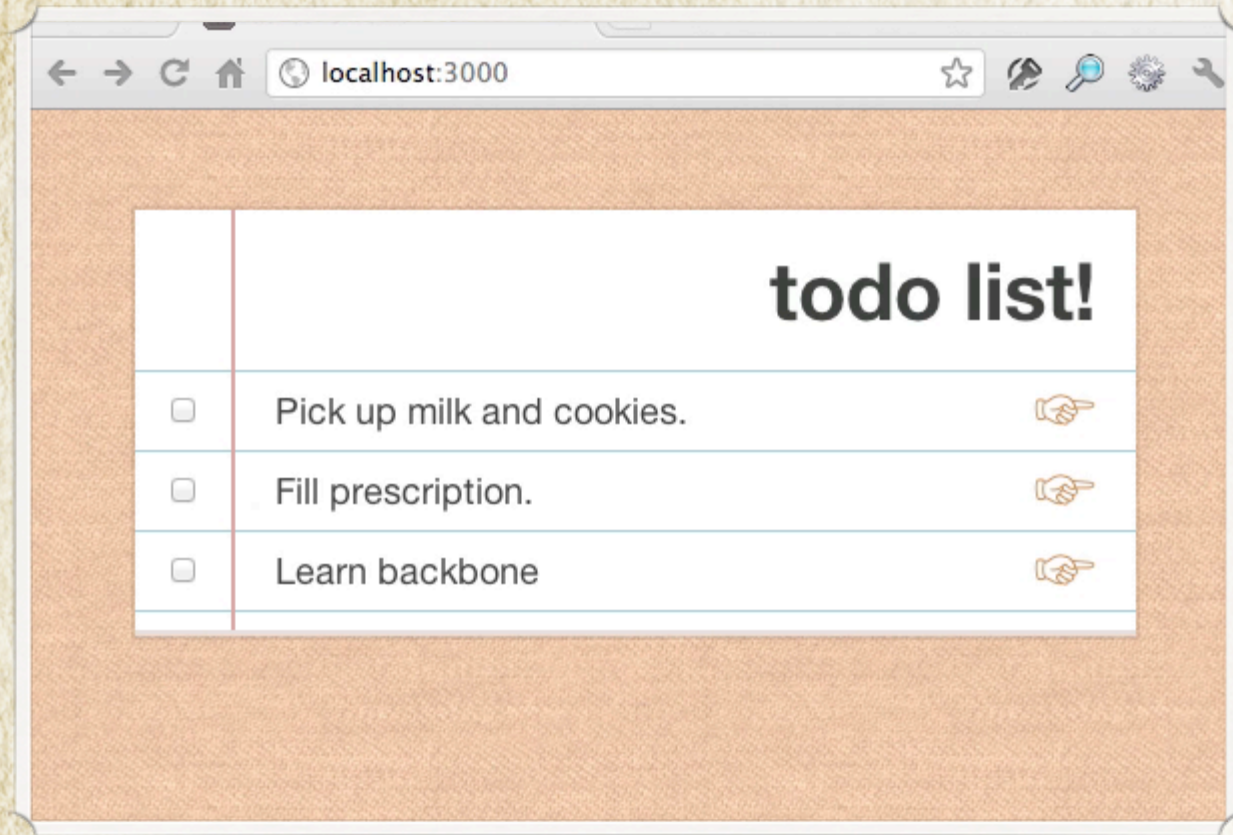 localhost:3000
todo list!
Pick up milk and cookies.
Fill prescription.
Learn backbone